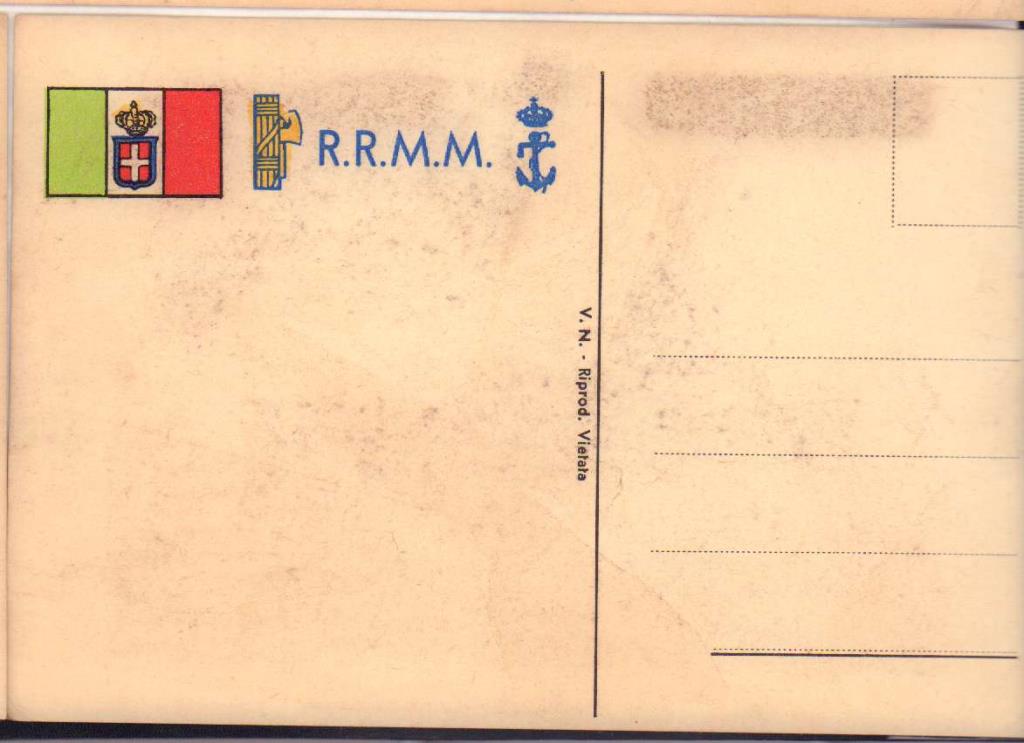 R.R.M.M.
V. N. - Riprod. Vietata